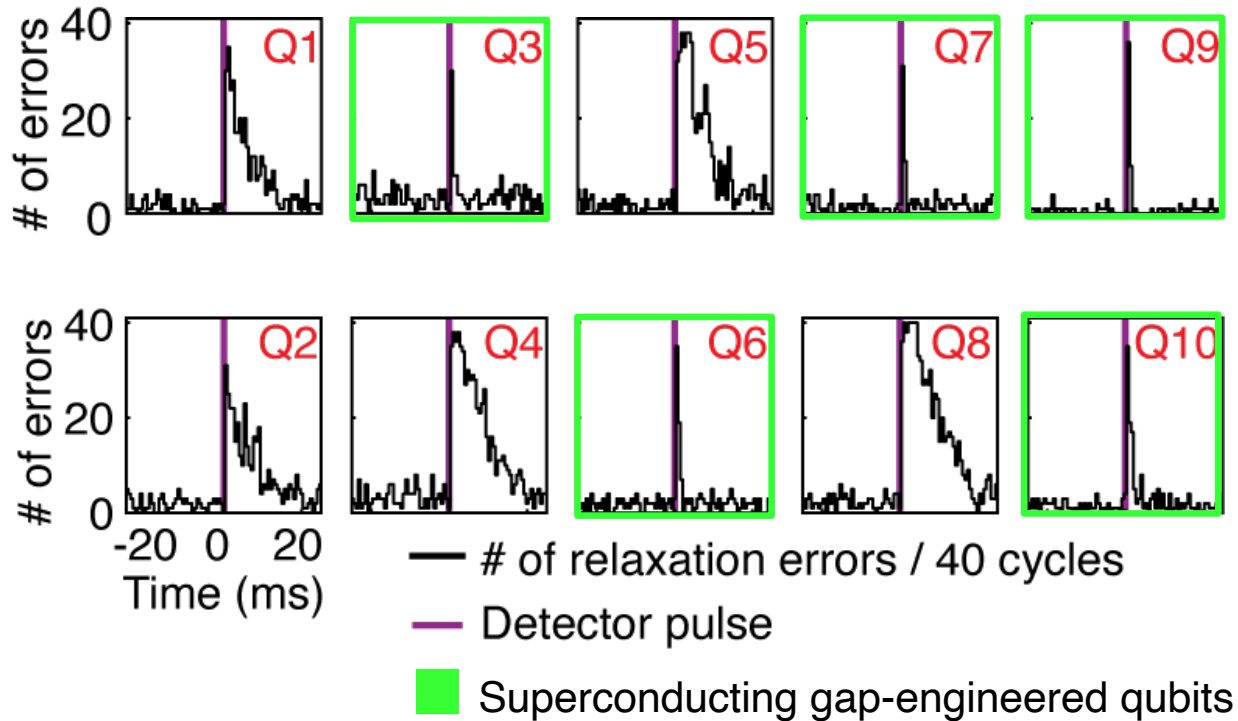 # of errors
40
20
0
Q1
Q3
Q5
Q7
Q9
# of errors
40
20
0
Q2
Q4
Q6
Q8
Q10
-20 0 20
Time (ms)
# of relaxation errors / 40 cycles
Detector pulse
Superconducting gap-engineered qubits